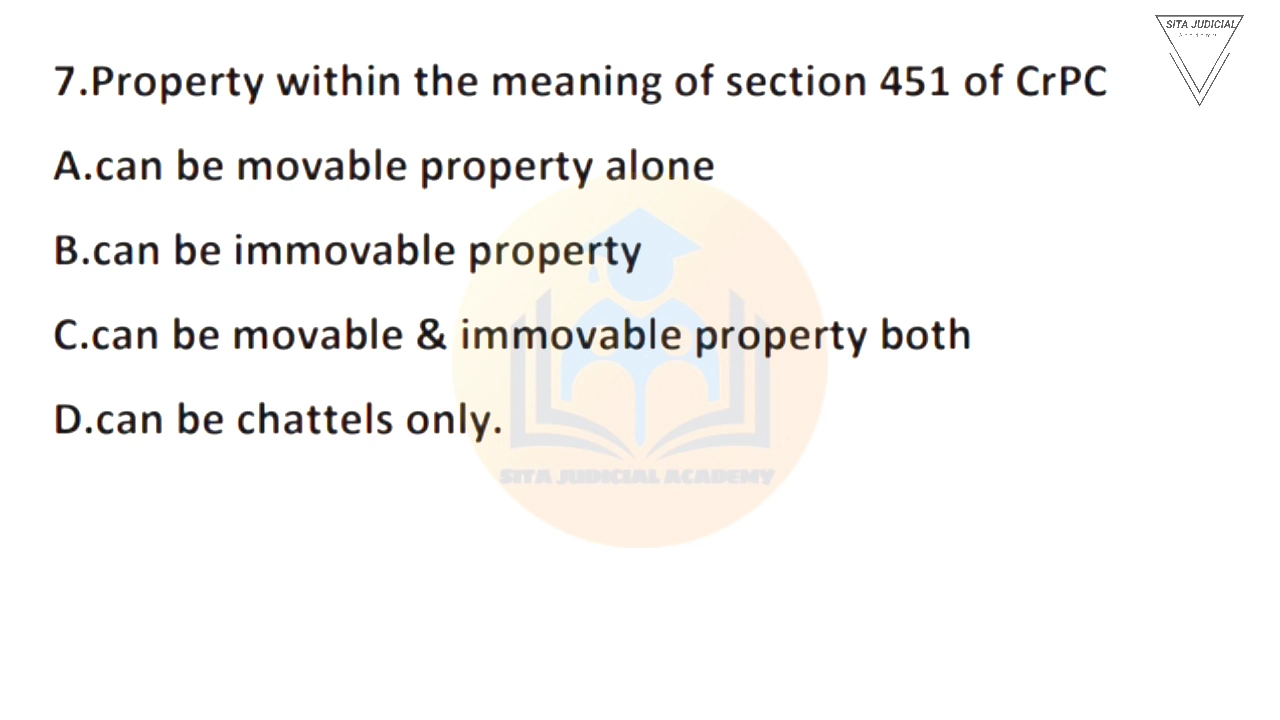 SITA JUDICIAL
Academy
7.Property within the meaning of section 451 of CrPC
A.can be movable property alone
B.can be immovable property
C.can be movable & immovable property both
D.can be chattels only.
SITA JUDICIAL ACADEMY